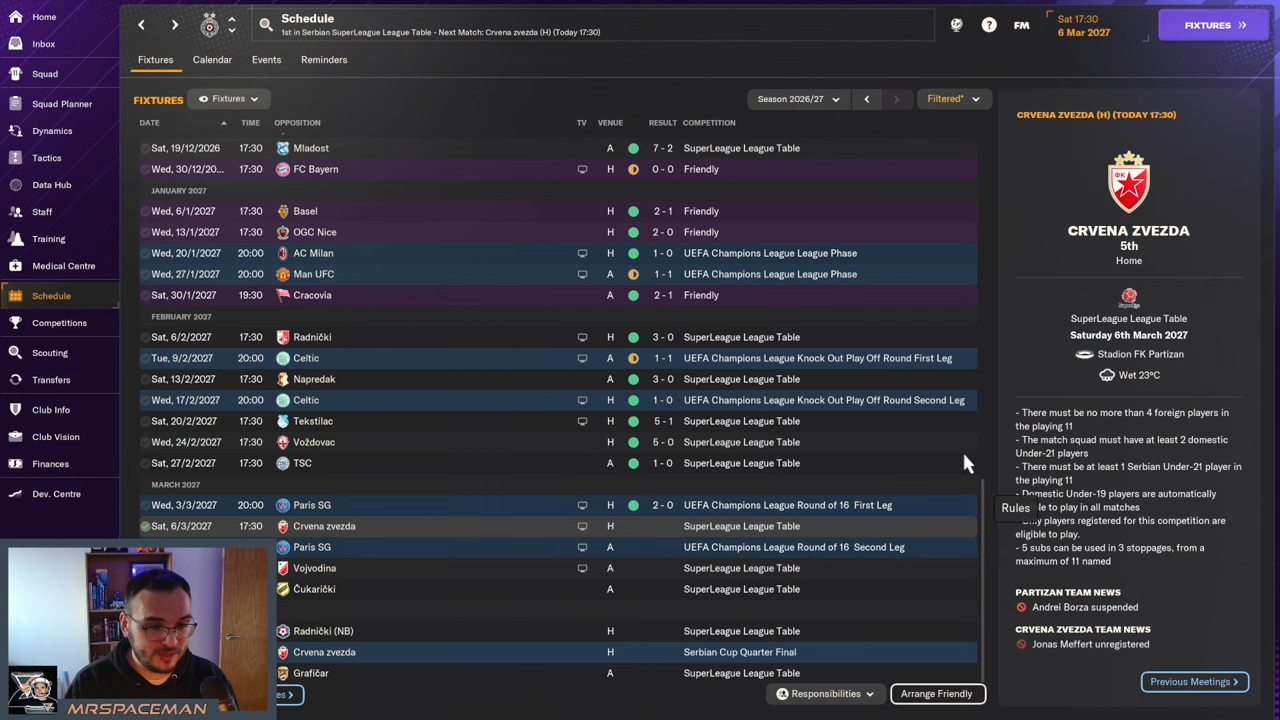 Home
Inbox
Squad
Squad Planner
Dynamics
Tactics
Data Hub
Staff
Training
Medical Centre
Schedule
Competitions
Scouting
Transfers
Club Info
Club Vision
Finances
Dev. Centre
Schedule
1st in Serbian SuperLeague League Table - Next Match: Crvena zvezda (H) (Today 17:30)
? FM
Sat 17:30
6 Mar 2027
FIXTURES
Fixtures Calendar Events Reminders
FIXTURES Fixtures Season 2026/27 Filtered*
DATE TIME OPPOSITION TV VENUE RESULT COMPETITION
Sat, 19/12/2026 17:30 Mladost A 7 - 2 SuperLeague League Table
Wed, 30/12/20... 17:30 FC Bayern H 0 - 0 Friendly
JANUARY 2027
Wed, 6/1/2027 17:30 Basel H 2 - 1 Friendly
Wed, 13/1/2027 17:30 OGC Nice H 2 - 0 Friendly
Wed, 20/1/2027 20:00 AC Milan H 1 - 0 UEFA Champions League League Phase
Wed, 27/1/2027 20:00 Man UFC A 1 - 1 UEFA Champions League League Phase
Sat, 30/1/2027 19:30 Cracovia A 2 - 1 Friendly
FEBRUARY 2027
Sat, 6/2/2027 17:30 Radnički H 3 - 0 SuperLeague League Table
Tue, 9/2/2027 20:00 Celtic A 1 - 1 UEFA Champions League Knock Out Play Off Round First Leg
Sat, 13/2/2027 17:30 Napredak A 3 - 0 SuperLeague League Table
Wed, 17/2/2027 20:00 Celtic H 1 - 0 UEFA Champions League Knock Out Play Off Round Second Leg
Sat, 20/2/2027 17:30 Tekstilac H 5 - 1 SuperLeague League Table
Wed, 24/2/2027 17:30 Voždovac H 5 - 0 SuperLeague League Table
Sat, 27/2/2027 17:30 TSC A 1 - 0 SuperLeague League Table
MARCH 2027
Wed, 3/3/2027 20:00 Paris SG H 2 - 0 UEFA Champions League Round of 16 First Leg
Sat, 6/3/2027 17:30 Crvena zvezda H SuperLeague League Table
Paris SG A UEFA Champions League Round of 16 Second Leg
Vojvodina A SuperLeague League Table
Čukarički A SuperLeague League Table
Radnički (NB) H SuperLeague League Table
Crvena zvezda H Serbian Cup Quarter Final
Grafičar A SuperLeague League Table
Responsibilities Arrange Friendly
CRVENA ZVEZDA (H) (TODAY 17:30)
CRVENA ZVEZDA
5th
Home
SuperLeague League Table
Saturday 6th March 2027
Stadion FK Partizan
Wet 23ºC
- There must be no more than 4 foreign players in
the playing 11
- The match squad must have at least 2 domestic
Under-21 players
- There must be at least 1 Serbian Under-21 player in
the playing 11
- Domestic Under-19 players are automatically
Rules
to play in all matches
players registered for this competition are
eligible to play.
- 5 subs can be used in 3 stoppages, from a
maximum of 11 named
PARTIZAN TEAM NEWS
Andrei Borza suspended
CRVENA ZVEZDA TEAM NEWS
Jonas Meffert unregistered
Previous Meetings
MRSPACEMAN